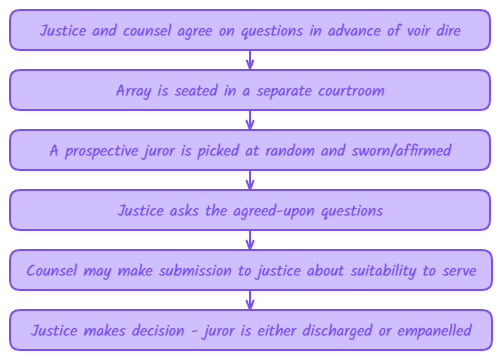 Justice and counsel agree on questions in advance of voir dire
Array is seated in a separate courtroom
A prospective juror is picked at random and sworn/affirmed
Justice asks the agreed-upon questions
Counsel may make submission to justice about suitability to serve
Justice makes decision - juror is either discharged or empanelled